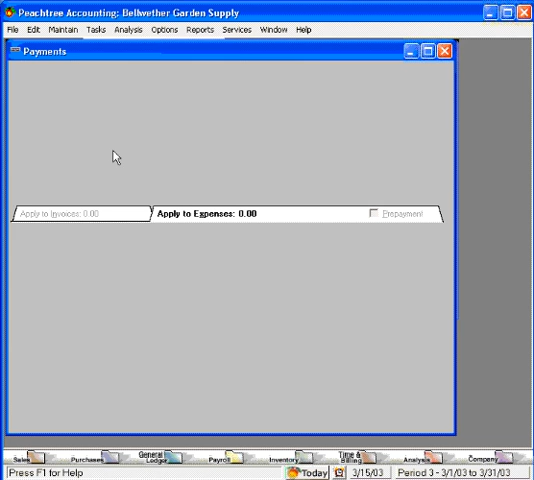 Peachtree Accounting: Bellwether Garden Supply
File Edit Maintain Tasks Analysis Options Reports Services Window Help
Payments
Apply to Invoices: 0.00 Apply to Expenses: 0.00 Prepayment
Sales Purchases General Ledger Payroll Inventory Time & Billing Analysis Company
Press F1 for Help Today 3/15/03 Period 3 - 3/1/03 to 3/31/03